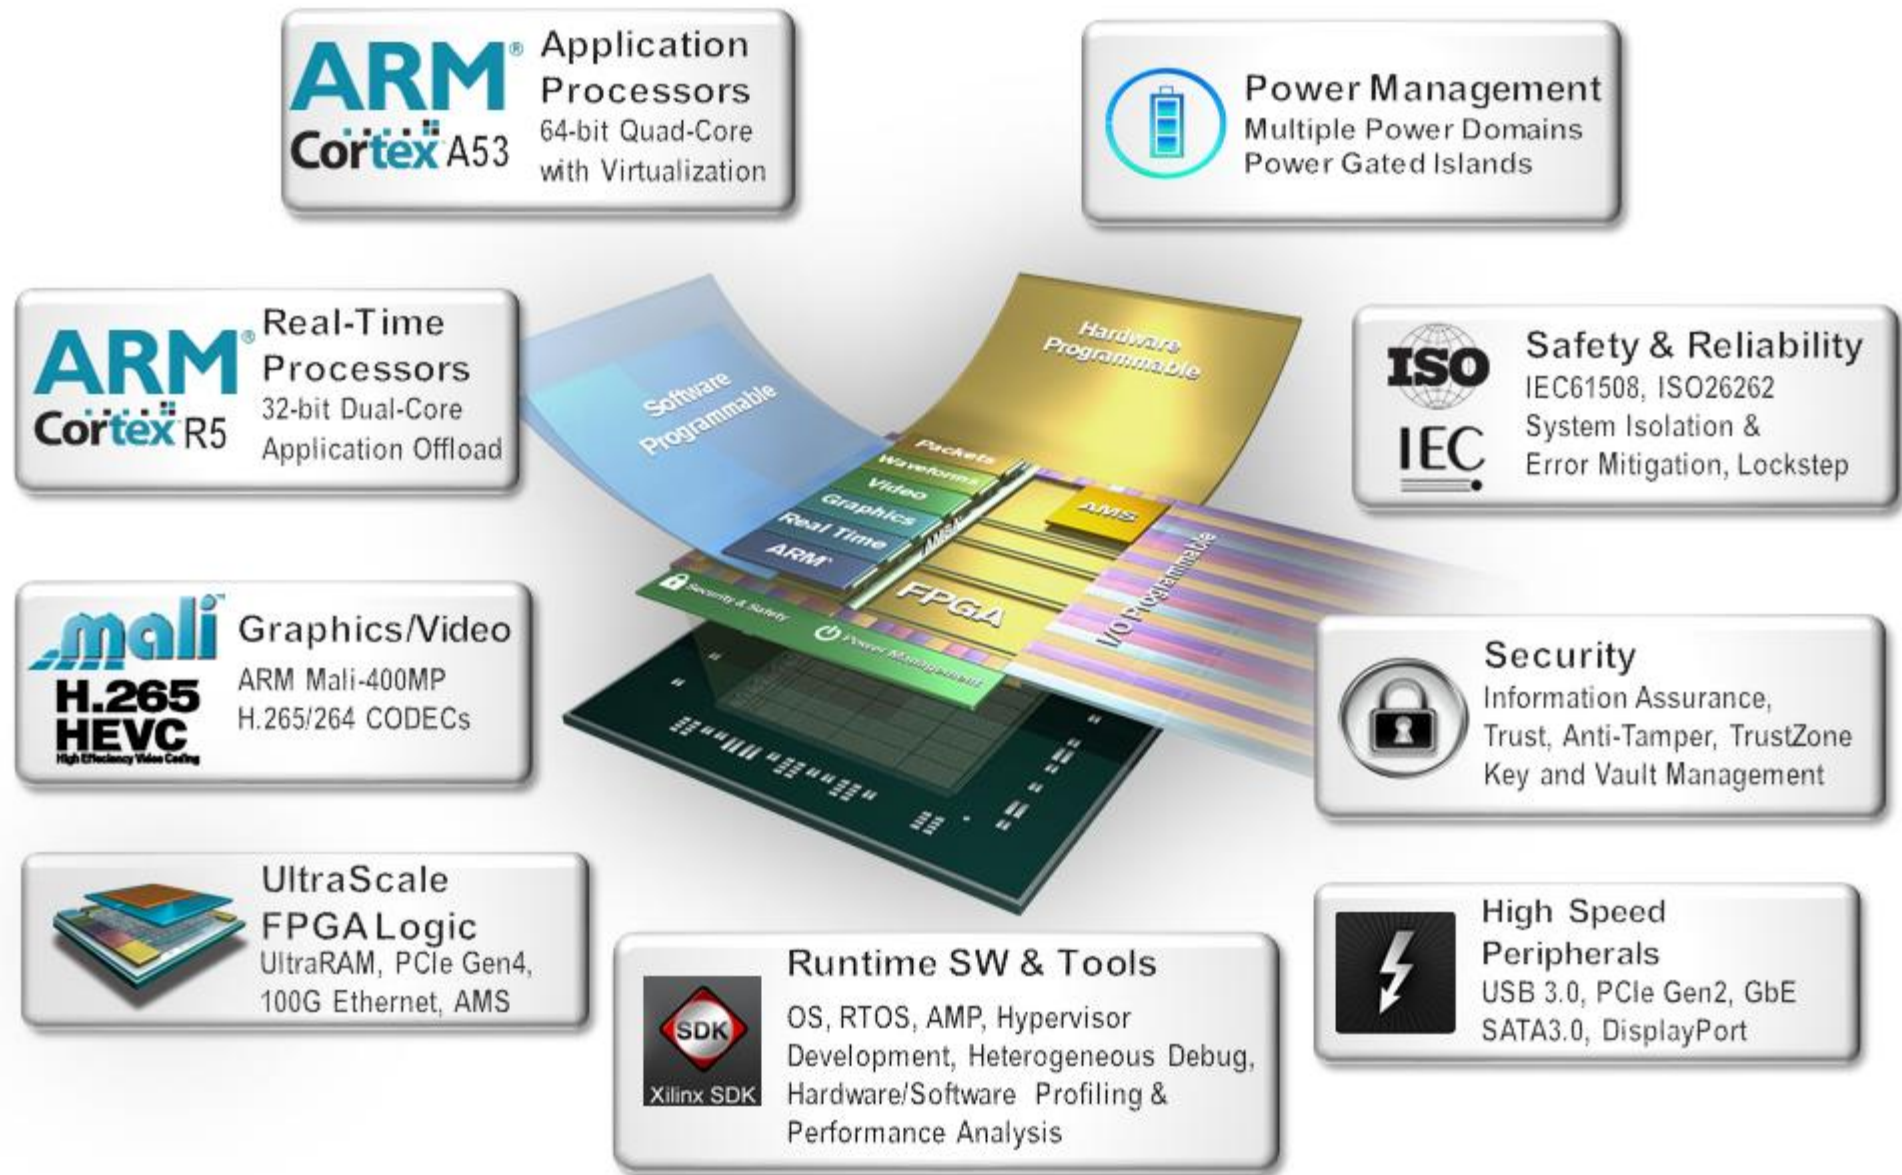 ARM®
Cortex A53
Application
Processors
64-bit Quad-Core
with Virtualization
Power Management
Multiple Power Domains
Power Gated Islands
ARM®
Cortex R5
Real-Time
Processors
32-bit Dual-Core
Application Offload
Software
Programmable
Hardware
Programmable
Packets
Waveforms
Video
Graphics
Real Time
ARM
AMS
FPGA
I/O Programmable
Security & Safety
Power Management
ISO
IEC
Safety & Reliability
IEC61508, ISO26262
System Isolation &
Error Mitigation, Lockstep
mali™
H.265
HEVC
High Effeciency Video Coding
Graphics/Video
ARM Mali-400MP
H.265/264 CODECs
Security
Information Assurance,
Trust, Anti-Tamper, TrustZone
Key and Vault Management
UltraScale
FPGA Logic
UltraRAM, PCIe Gen4,
100G Ethernet, AMS
SDK
Xilinx SDK
Runtime SW & Tools
OS, RTOS, AMP, Hypervisor
Development, Heterogeneous Debug,
Hardware/Software Profiling &
Performance Analysis
High Speed
Peripherals
USB 3.0, PCIe Gen2, GbE
SATA3.0, DisplayPort